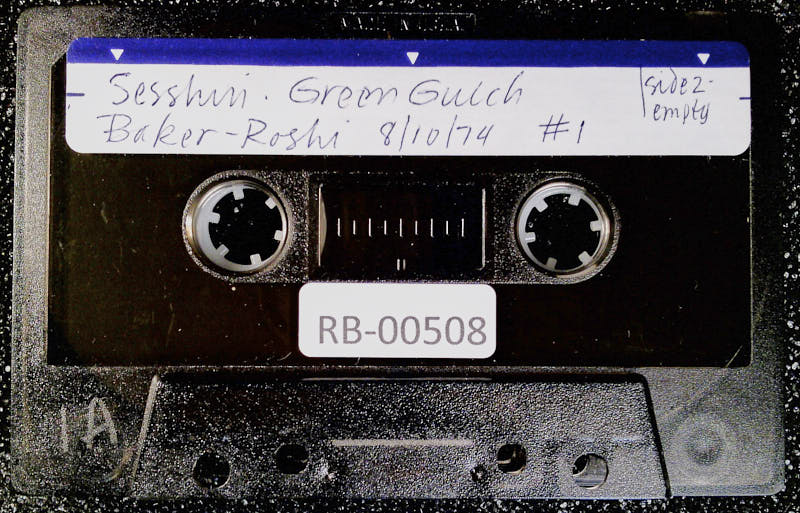 Sesshin. Green Gulch
Baker-Roshi 8/10/74 #1
side 2-
empty
RB-00508
1A